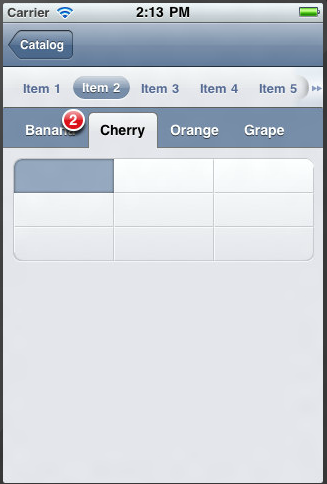 Carrier 2:13 PM
Catalog
Item 1 Item 2 Item 3 Item 4 Item 5
2
Cherry Orange Grape